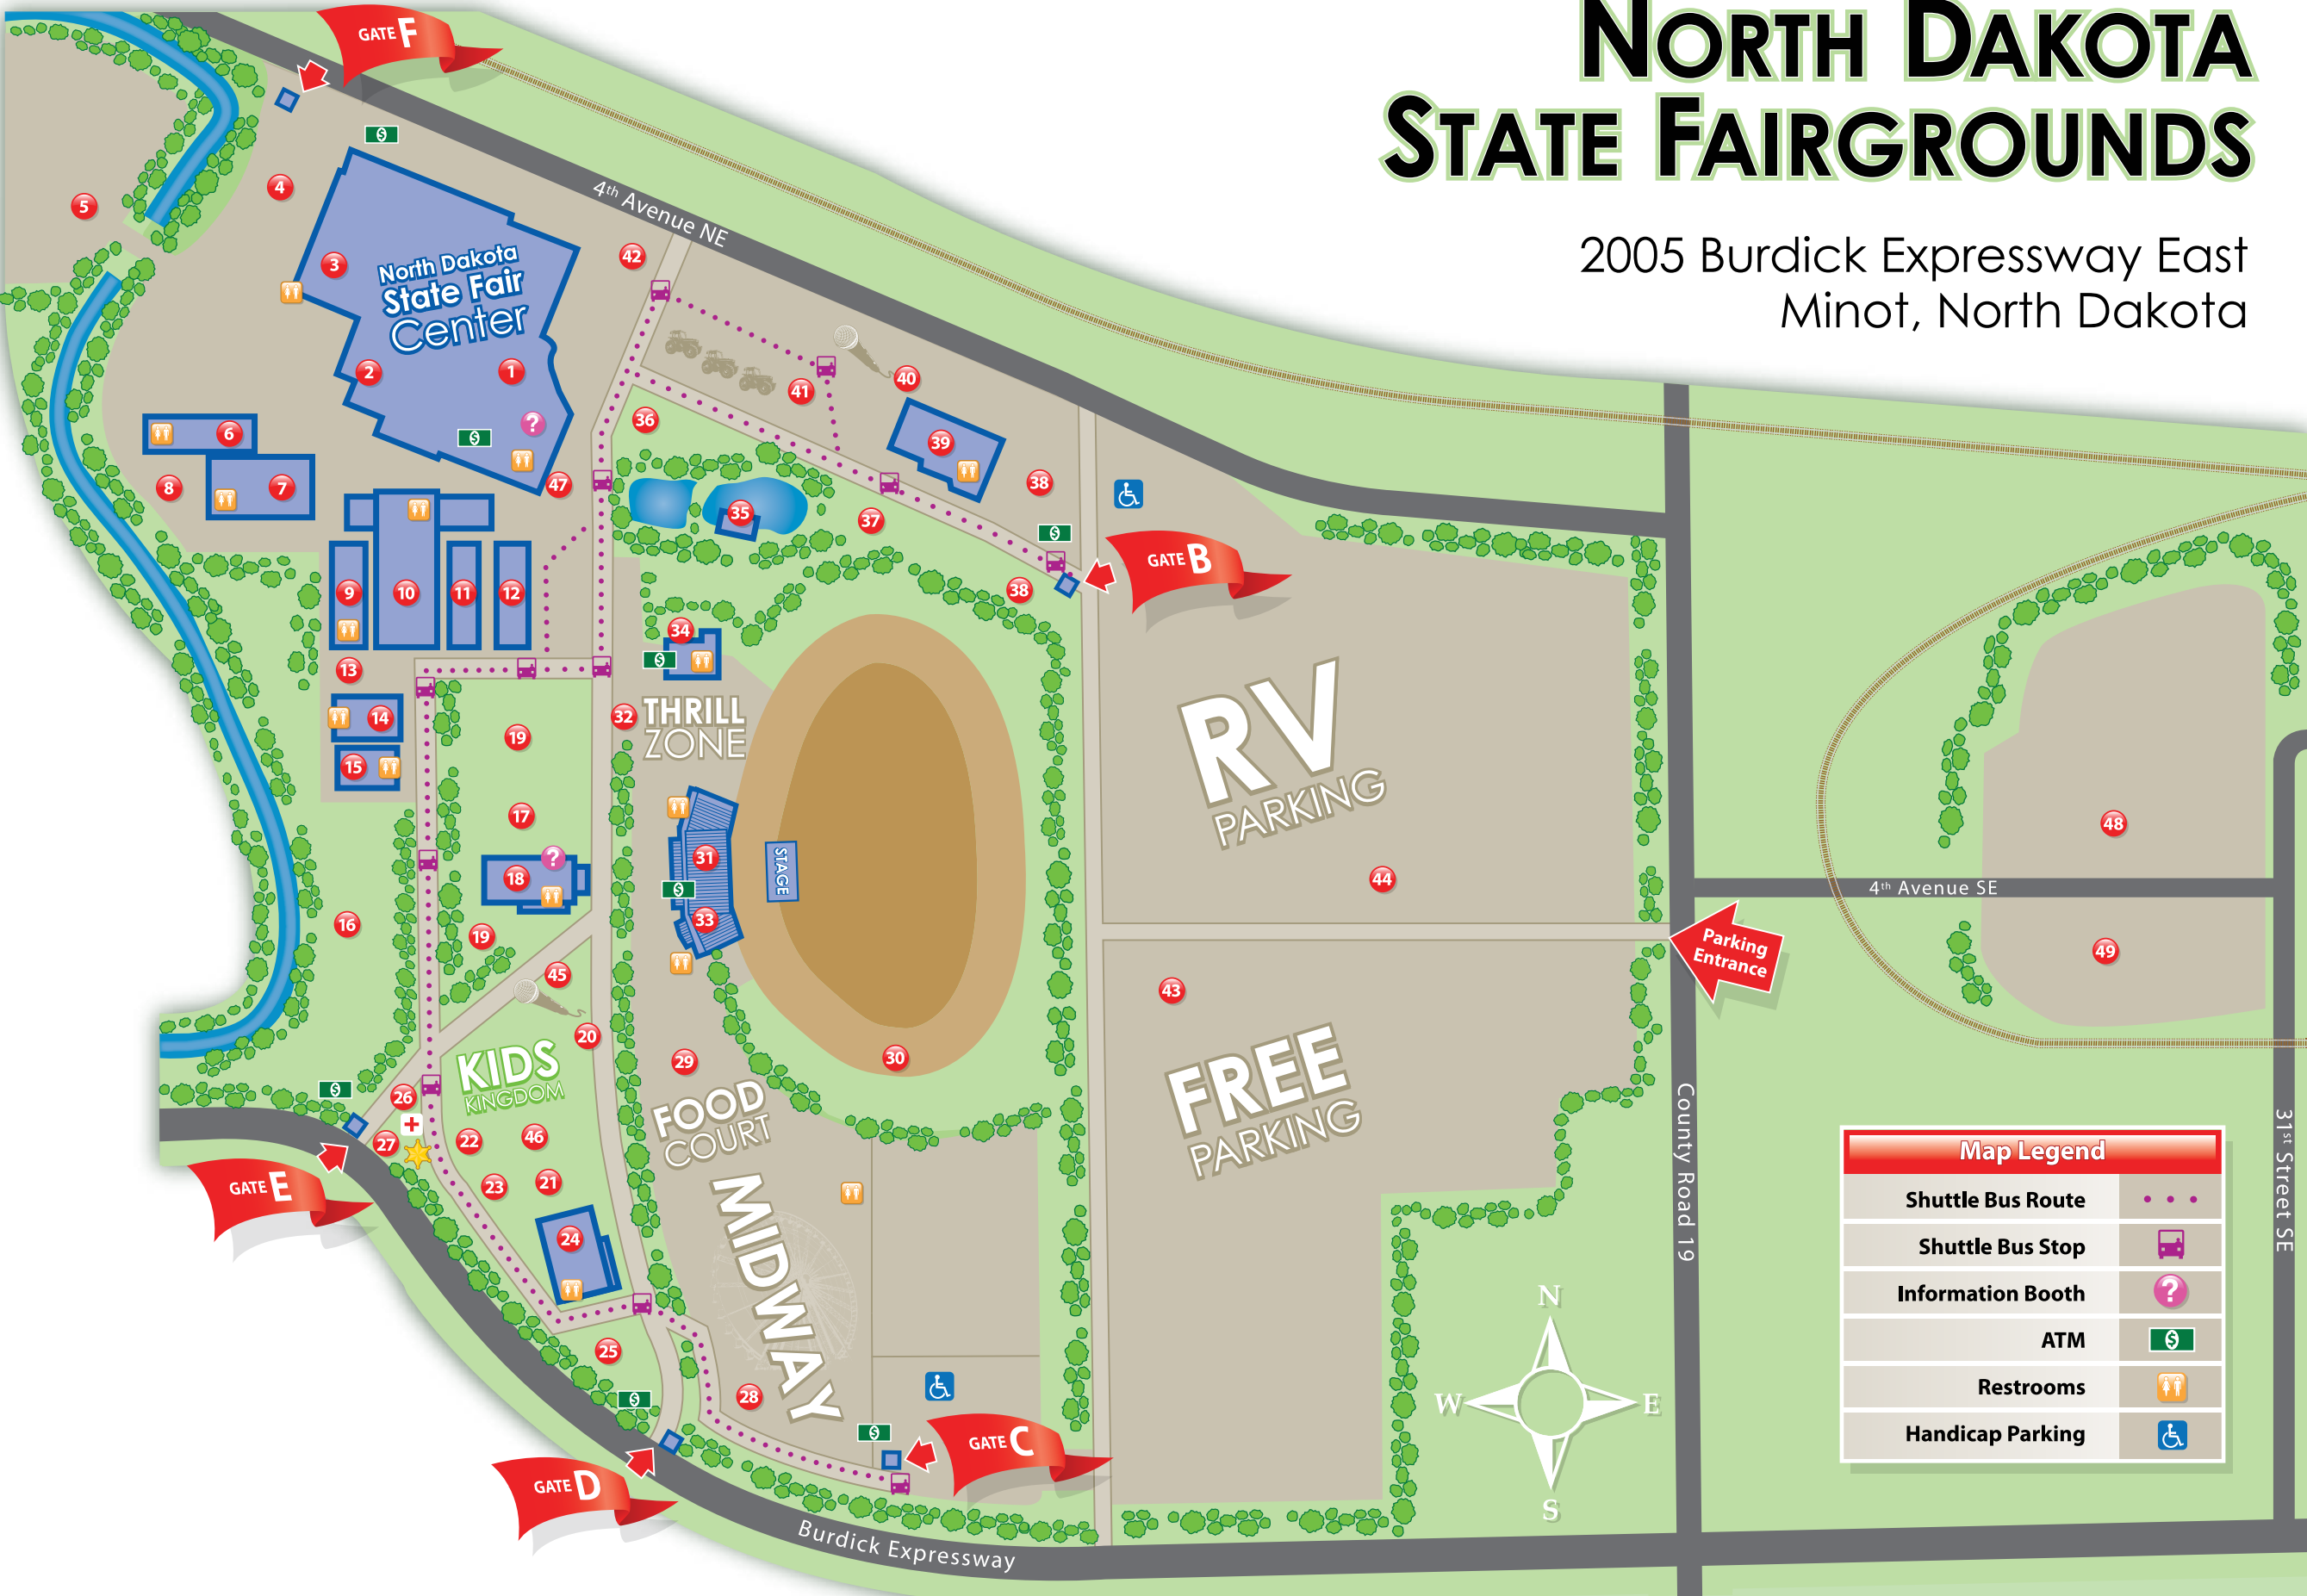 NORTH DAKOTA
STATE FAIRGROUNDS
2005 Burdick Expressway East
Minot, North Dakota
GATE F
4th Avenue NE
5
4
3
North Dakota
State Fair
Center
2
1
42
41
40
36
39
6
8
7
47
35
37
38
GATE B
38
9
10
11
12
34
13
14
15
32
THRILL
ZONE
19
17
18
31
33
STAGE
RV
PARKING
44
48
4th Avenue SE
Parking
Entrance
49
16
19
45
43
20
29
30
KIDS
KINGDOM
26
27
22
46
23
21
FOOD
COURT
FREE
PARKING
County Road 19
31st Street SE
GATE E
24
MIDWAY
25
28
GATE D
GATE C
Burdick Expressway
N
W
E
S
Map Legend
Shuttle Bus Route
Shuttle Bus Stop
Information Booth
?
ATM
$
Restrooms
Handicap Parking